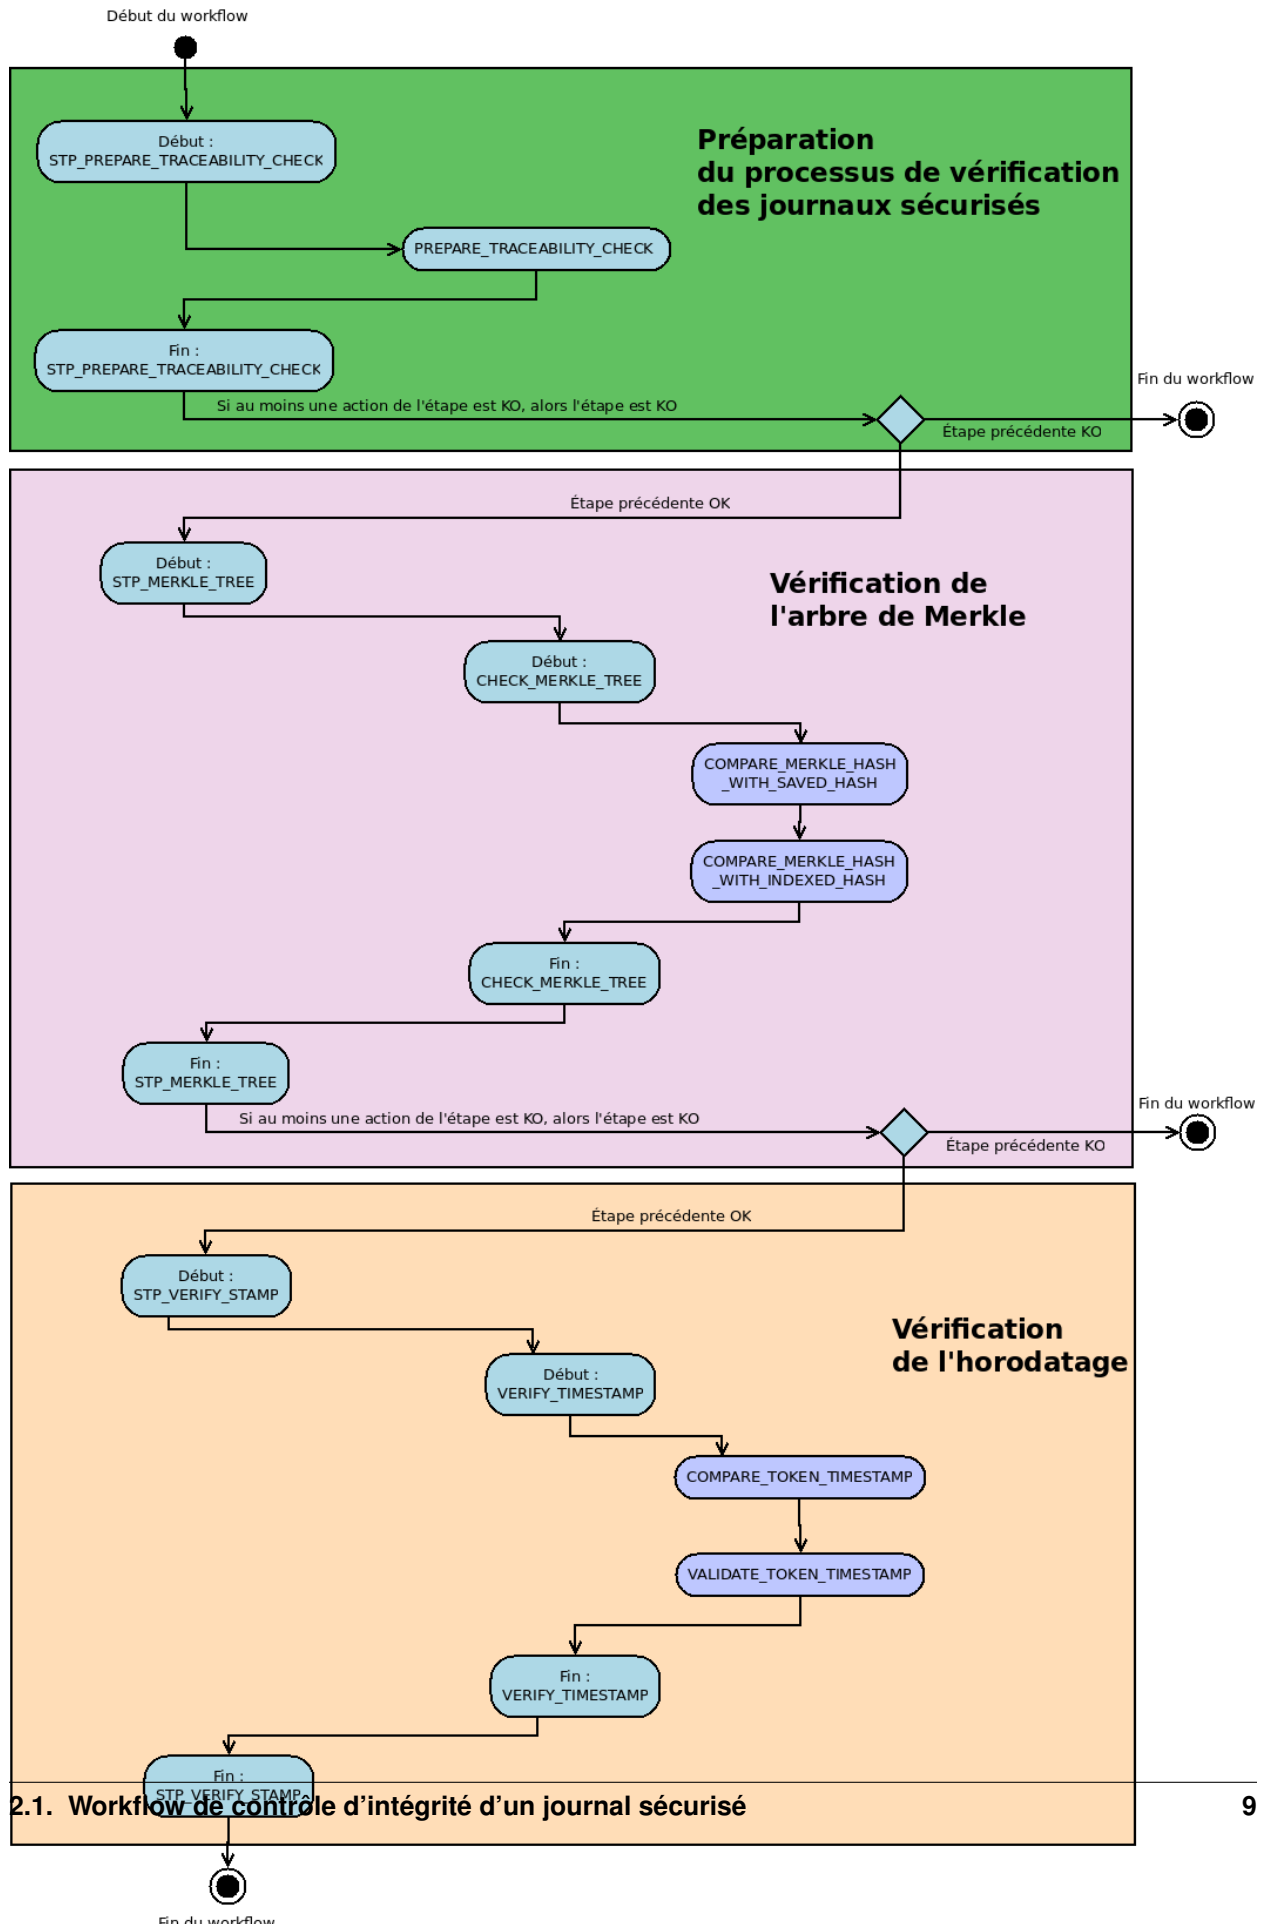 Début du workflow
Début :
STP_PREPARE_TRACEABILITY_CHECK
Préparation
du processus de vérification
des journaux sécurisés
PREPARE_TRACEABILITY_CHECK
Fin :
STP_PREPARE_TRACEABILITY_CHECK
Fin du workflow
Si au moins une action de l'étape est KO, alors l'étape est KO
Étape précédente KO
Étape précédente OK
Début :
STP_MERKLE_TREE
Vérification de
l'arbre de Merkle
Début :
CHECK_MERKLE_TREE
COMPARE_MERKLE_HASH
_WITH_SAVED_HASH
COMPARE_MERKLE_HASH
_WITH_INDEXED_HASH
Fin :
CHECK_MERKLE_TREE
Fin :
STP_MERKLE_TREE
Fin du workflow
Si au moins une action de l'étape est KO, alors l'étape est KO
Étape précédente KO
Étape précédente OK
Début :
STP_VERIFY_STAMP
Vérification
de l'horodatage
Début :
VERIFY_TIMESTAMP
COMPARE_TOKEN_TIMESTAMP
VALIDATE_TOKEN_TIMESTAMP
Fin :
VERIFY_TIMESTAMP
Fin :
STP_VERIFY_STAMP
2.1. Workflow de contrôle d’intégrité d’un journal sécurisé 9
Fin du workflow